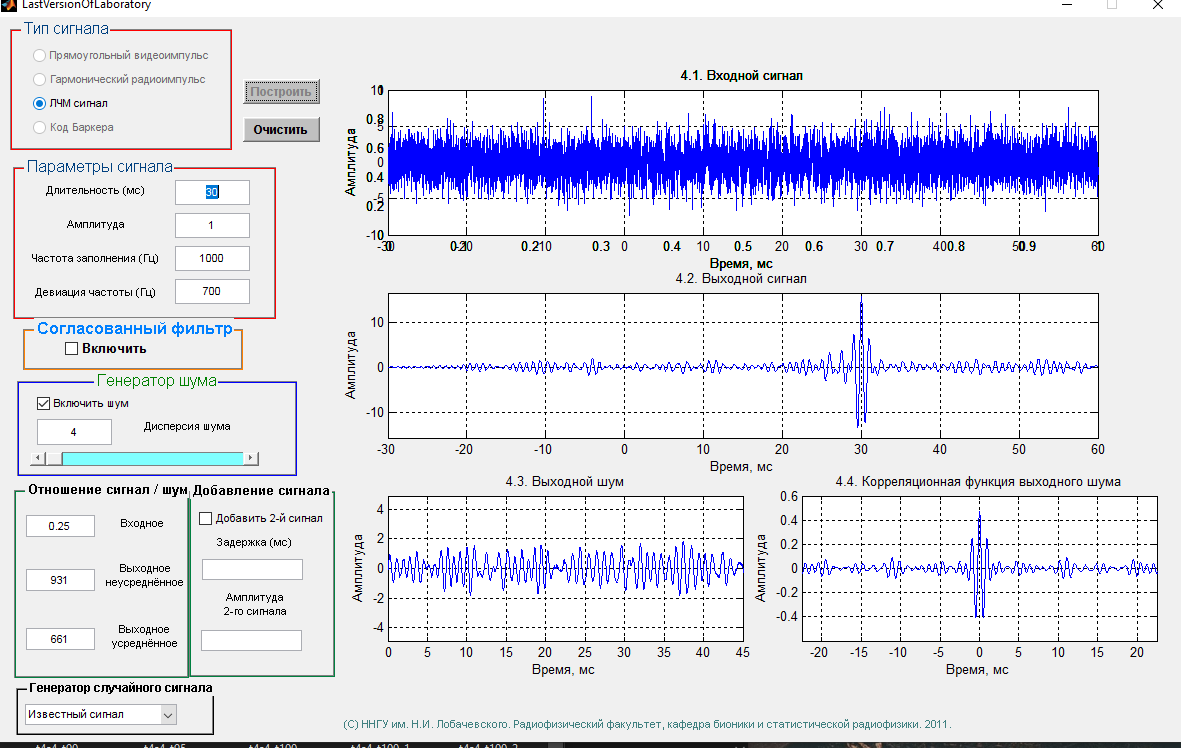 LastVersionOfLaboratory
Тип сигнала
Прямоугольный видеоимпульс
Гармонический радиоимпульс
ЛЧМ сигнал
Код Баркера
Построить
Очистить
Параметры сигнала
Длительность (мс)
30
Амплитуда
1
Частота заполнения (Гц)
1000
Девиация частоты (Гц)
700
Согласованный фильтр
Включить
Генератор шума
Включить шум
4
Дисперсия шума
Отношение сигнал / шум
0.25
Входное
931
Выходное
неусреднённое
661
Выходное
усреднённое
Добавление сигнала
Добавить 2-й сигнал
Задержка (мс)
Амплитуда
2-го сигнала
Генератор случайного сигнала
Известный сигнал
4.1. Входной сигнал
Амплитуда
10
5
0
-5
-10
1
0.8
0.6
0.4
0.2
0
-30 -20 -10 0 10 20 30 40 50 60
0 0.1 0.2 0.3 0.4 0.5 0.6 0.7 0.8 0.9 1
Время, мс
4.2. Выходной сигнал
Амплитуда
10
0
-10
-30 -20 -10 0 10 20 30 40 50 60
Время, мс
4.3. Выходной шум
Амплитуда
4
2
0
-2
-4
0 5 10 15 20 25 30 35 40 45
Время, мс
4.4. Корреляционная функция выходного шума
Амплитуда
0.6
0.4
0.2
0
-0.2
-0.4
-20 -15 -10 -5 0 5 10 15 20
Время, мс
(C) ННГУ им. Н.И. Лобачевского. Радиофизический факультет, кафедра бионики и статистической радиофизики. 2011.